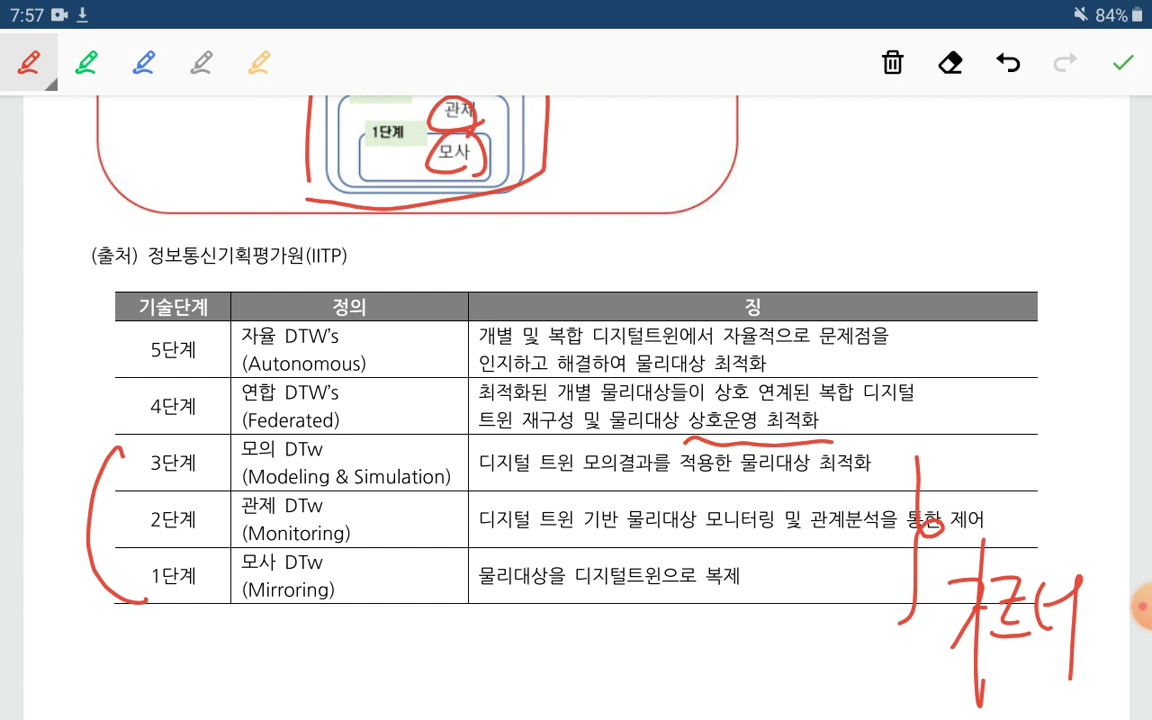 7:57
84%
관제
1단계
모사
(출처) 정보통신기획평가원(IITP)
기술단계 정의 징
5단계 자율 DTW's (Autonomous) 개별 및 복합 디지털트윈에서 자율적으로 문제점을
인지하고 해결하여 물리대상 최적화
4단계 연합 DTW's (Federated) 최적화된 개별 물리대상들이 상호 연계된 복합 디지털
트윈 재구성 및 물리대상 상호운영 최적화
3단계 모의 DTw (Modeling & Simulation) 디지털 트윈 모의결과를 적용한 물리대상 최적화
2단계 관제 DTw (Monitoring) 디지털 트윈 기반 물리대상 모니터링 및 관계분석을 통한 제어
1단계 모사 DTw (Mirroring) 물리대상을 디지털트윈으로 복제